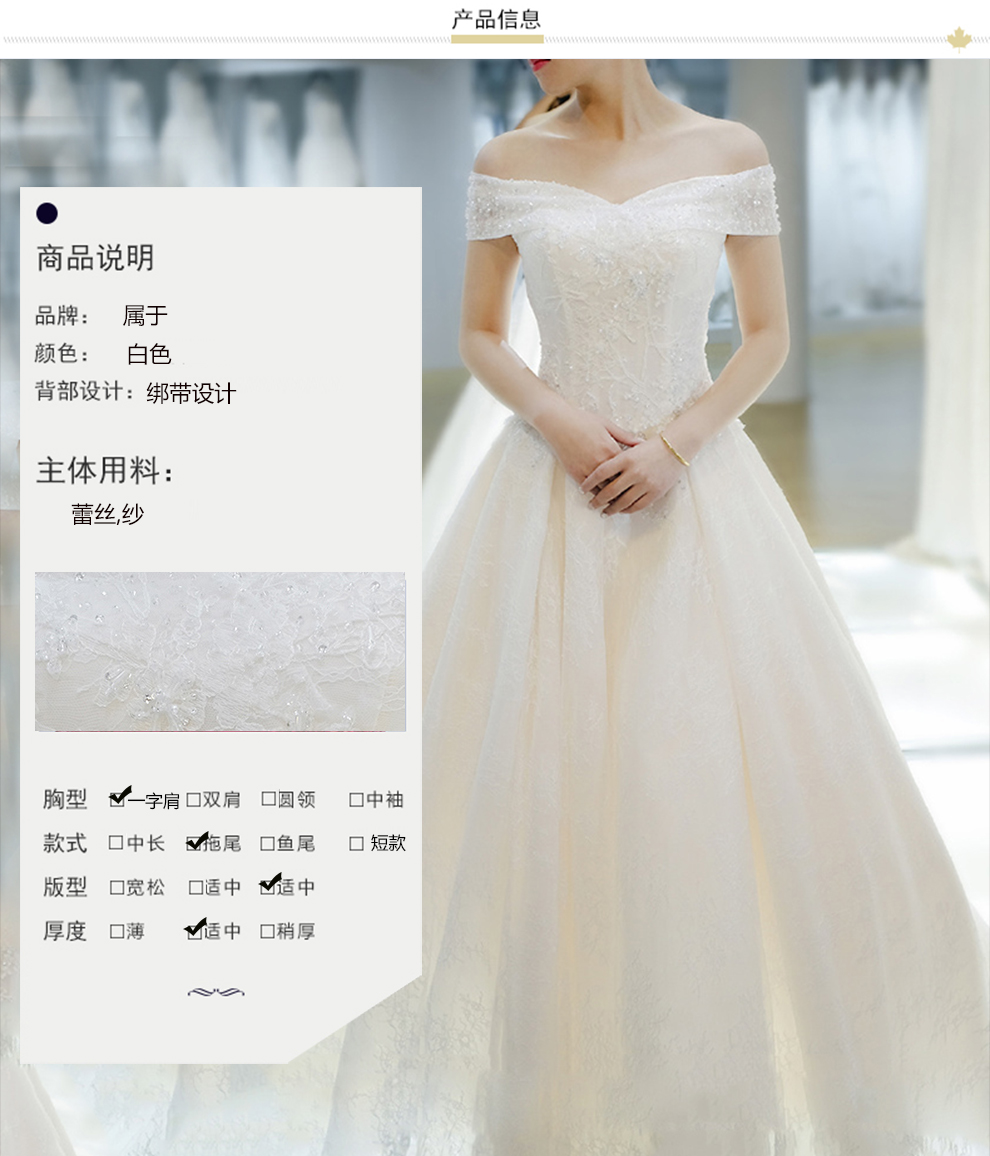 产品信息
商品说明
品牌： 属于
颜色： 白色
背部设计：绑带设计
主体用料：
蕾丝,纱
胸型 ☑一字肩 □双肩 □圆领 □中袖
款式 □中长 ☑拖尾 □鱼尾 □ 短款
版型 □宽松 □适中 ☑适中
厚度 □薄 ☑适中 □稍厚